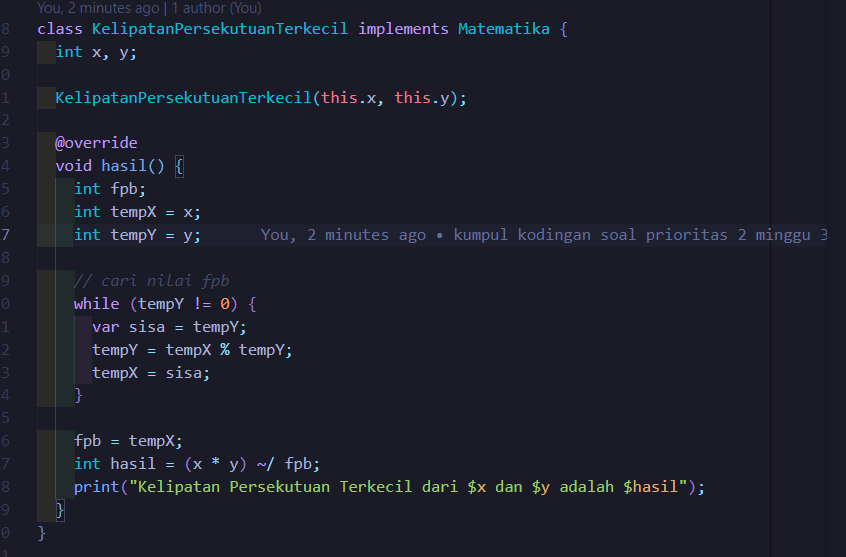 You, 2 minutes ago | 1 author (You)
8 class KelipatanPersekutuanTerkecil implements Matematika {
9 int x, y;
0
1 KelipatanPersekutuanTerkecil(this.x, this.y);
2
3 @override
4 void hasil() {
5 int fpb;
6 int tempX = x;
7 int tempY = y; You, 2 minutes ago • kumpul kodingan soal prioritas 2 minggu 3
8
9 // cari nilai fpb
0 while (tempY != 0) {
1 var sisa = tempY;
2 tempY = tempX % tempY;
3 tempX = sisa;
4 }
5
6 fpb = tempX;
7 int hasil = (x * y) ~/ fpb;
8 print("Kelipatan Persekutuan Terkecil dari $x dan $y adalah $hasil");
9 }
0 }